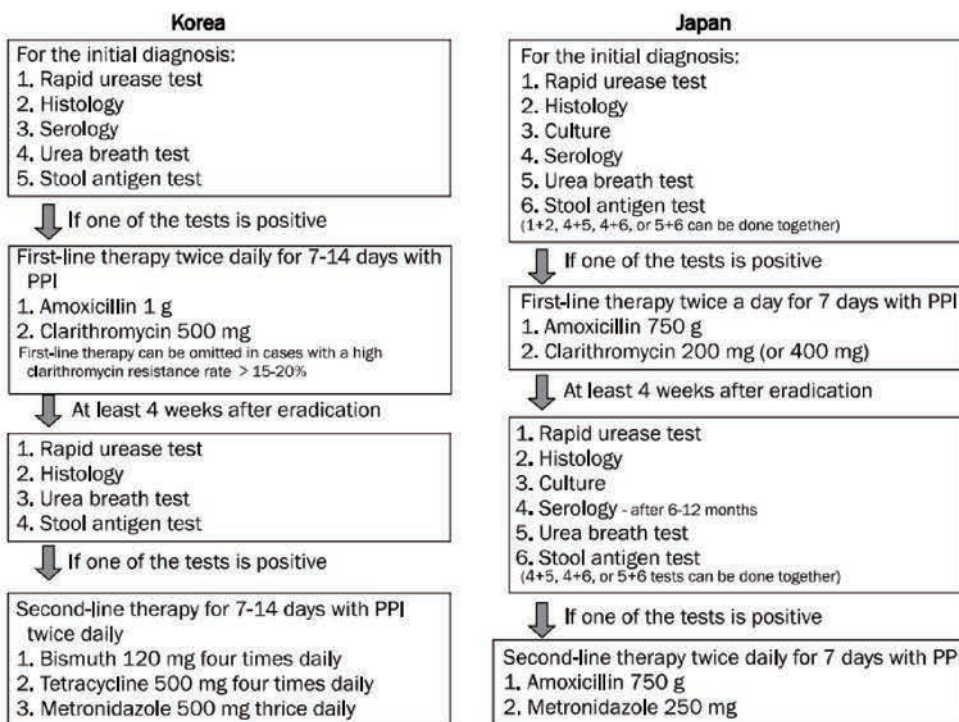 Korea
For the initial diagnosis:
1. Rapid urease test
2. Histology
3. Serology
4. Urea breath test
5. Stool antigen test
If one of the tests is positive
First-line therapy twice daily for 7-14 days with
PPI
1. Amoxicillin 1 g
2. Clarithromycin 500 mg
First-line therapy can be omitted in cases with a high
clarithromycin resistance rate > 15-20%
At least 4 weeks after eradication
1. Rapid urease test
2. Histology
3. Urea breath test
4. Stool antigen test
If one of the tests is positive
Second-line therapy for 7-14 days with PPI
twice daily
1. Bismuth 120 mg four times daily
2. Tetracycline 500 mg four times daily
3. Metronidazole 500 mg thrice daily
Japan
For the initial diagnosis:
1. Rapid urease test
2. Histology
3. Culture
4. Serology
5. Urea breath test
6. Stool antigen test
(1+2, 4+5, 4+6, or 5+6 can be done together)
If one of the tests is positive
First-line therapy twice a day for 7 days with PPI
1. Amoxicillin 750 g
2. Clarithromycin 200 mg (or 400 mg)
At least 4 weeks after eradication
1. Rapid urease test
2. Histology
3. Culture
4. Serology - after 6-12 months
5. Urea breath test
6. Stool antigen test
(4+5, 4+6, or 5+6 tests can be done together)
If one of the tests is positive
Second-line therapy twice daily for 7 days with PP
1. Amoxicillin 750 g
2. Metronidazole 250 mg